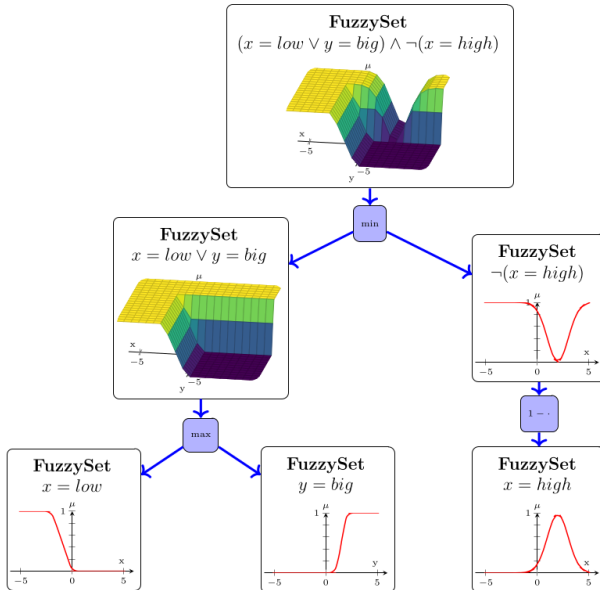 FuzzySet
(x = low ∨ y = big) ∧ ¬(x = high)
μ
x
−5
−5
y
min
FuzzySet
x = low ∨ y = big
μ
x
−5
−5
y
FuzzySet
¬(x = high)
μ
1
x
−5
0
5
max
1 − ·
FuzzySet
x = low
μ
1
x
−5
0
5
FuzzySet
y = big
μ
1
y
−5
0
5
FuzzySet
x = high
μ
1
x
−5
0
5